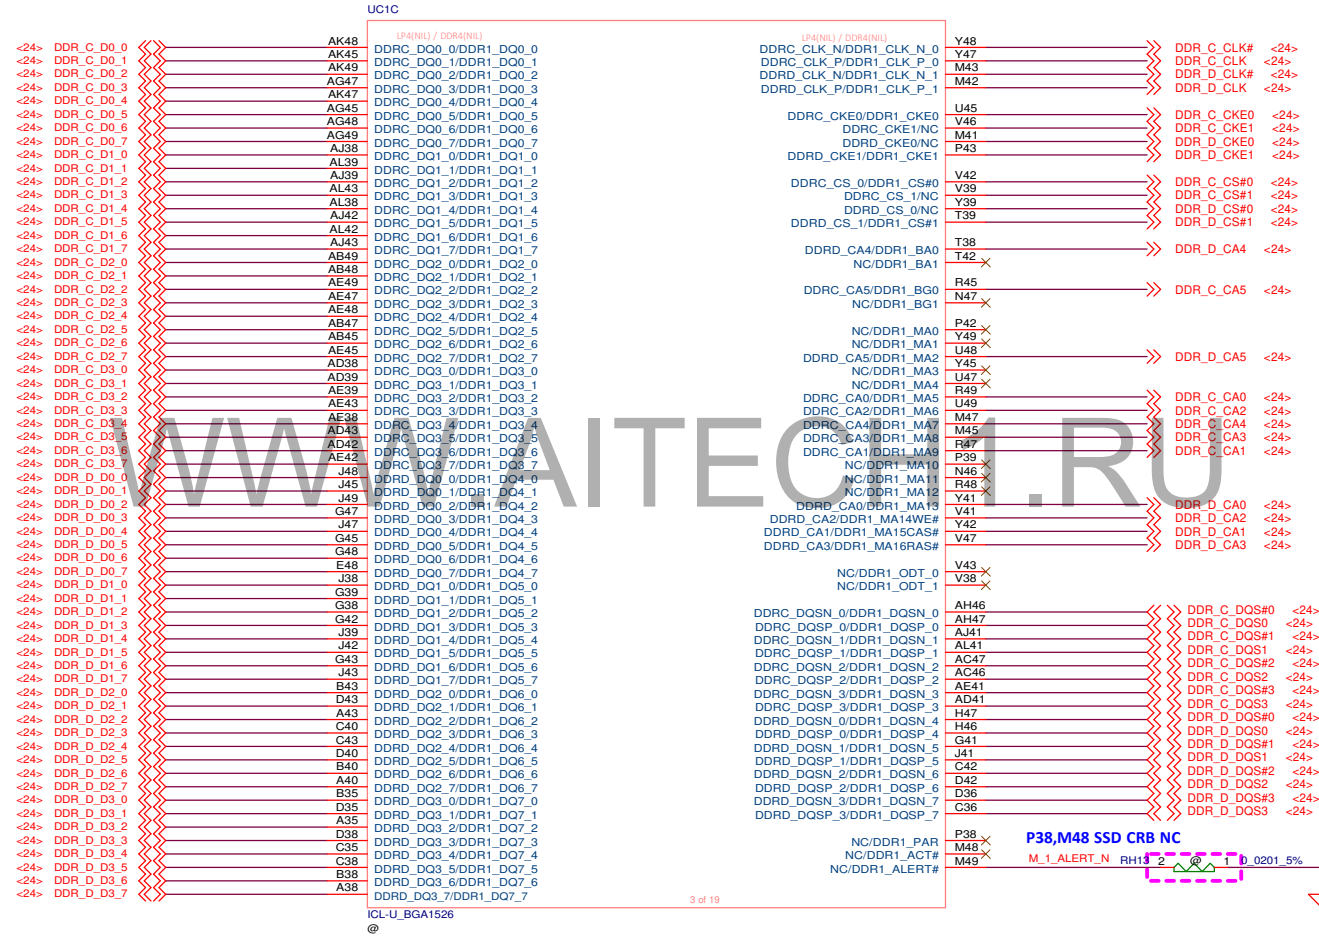 UC1C
LP4(NIL) / DDR4(NIL)
<24> DDR_C_D0_0 AK48 DDRC_DQ0_0/DDR1_DQ0_0
<24> DDR_C_D0_1 AK45 DDRC_DQ0_1/DDR1_DQ0_1
<24> DDR_C_D0_2 AK49 DDRC_DQ0_2/DDR1_DQ0_2
<24> DDR_C_D0_3 AG47 DDRC_DQ0_3/DDR1_DQ0_3
<24> DDR_C_D0_4 AK47 DDRC_DQ0_4/DDR1_DQ0_4
<24> DDR_C_D0_5 AG45 DDRC_DQ0_5/DDR1_DQ0_5
<24> DDR_C_D0_6 AG48 DDRC_DQ0_6/DDR1_DQ0_6
<24> DDR_C_D0_7 AG49 DDRC_DQ0_7/DDR1_DQ0_7
<24> DDR_C_D1_0 AJ38 DDRC_DQ1_0/DDR1_DQ1_0
<24> DDR_C_D1_1 AL39 DDRC_DQ1_1/DDR1_DQ1_1
<24> DDR_C_D1_2 AJ39 DDRC_DQ1_2/DDR1_DQ1_2
<24> DDR_C_D1_3 AL43 DDRC_DQ1_3/DDR1_DQ1_3
<24> DDR_C_D1_4 AL38 DDRC_DQ1_4/DDR1_DQ1_4
<24> DDR_C_D1_5 AJ42 DDRC_DQ1_5/DDR1_DQ1_5
<24> DDR_C_D1_6 AL42 DDRC_DQ1_6/DDR1_DQ1_6
<24> DDR_C_D1_7 AJ43 DDRC_DQ1_7/DDR1_DQ1_7
<24> DDR_C_D2_0 AB49 DDRC_DQ2_0/DDR1_DQ2_0
<24> DDR_C_D2_1 AB48 DDRC_DQ2_1/DDR1_DQ2_1
<24> DDR_C_D2_2 AE49 DDRC_DQ2_2/DDR1_DQ2_2
<24> DDR_C_D2_3 AE47 DDRC_DQ2_3/DDR1_DQ2_3
<24> DDR_C_D2_4 AE48 DDRC_DQ2_4/DDR1_DQ2_4
<24> DDR_C_D2_5 AB47 DDRC_DQ2_5/DDR1_DQ2_5
<24> DDR_C_D2_6 AB45 DDRC_DQ2_6/DDR1_DQ2_6
<24> DDR_C_D2_7 AE45 DDRC_DQ2_7/DDR1_DQ2_7
<24> DDR_C_D3_0 AD38 DDRC_DQ3_0/DDR1_DQ3_0
<24> DDR_C_D3_1 AD39 DDRC_DQ3_1/DDR1_DQ3_1
<24> DDR_C_D3_2 AE39 DDRC_DQ3_2/DDR1_DQ3_2
<24> DDR_C_D3_3 AE43 DDRC_DQ3_3/DDR1_DQ3_3
<24> DDR_C_D3_4 AE38 DDRC_DQ3_4/DDR1_DQ3_4
<24> DDR_C_D3_5 AD43 DDRC_DQ3_5/DDR1_DQ3_5
<24> DDR_C_D3_6 AD42 DDRC_DQ3_6/DDR1_DQ3_6
<24> DDR_C_D3_7 AE42 DDRC_DQ3_7/DDR1_DQ3_7
<24> DDR_D_D0_0 J48 DDRD_DQ0_0/DDR1_DQ4_0
<24> DDR_D_D0_1 J45 DDRD_DQ0_1/DDR1_DQ4_1
<24> DDR_D_D0_2 J49 DDRD_DQ0_2/DDR1_DQ4_2
<24> DDR_D_D0_3 G47 DDRD_DQ0_3/DDR1_DQ4_3
<24> DDR_D_D0_4 J47 DDRD_DQ0_4/DDR1_DQ4_4
<24> DDR_D_D0_5 G45 DDRD_DQ0_5/DDR1_DQ4_5
<24> DDR_D_D0_6 G48 DDRD_DQ0_6/DDR1_DQ4_6
<24> DDR_D_D0_7 E48 DDRD_DQ0_7/DDR1_DQ4_7
<24> DDR_D_D1_0 J38 DDRD_DQ1_0/DDR1_DQ5_0
<24> DDR_D_D1_1 G39 DDRD_DQ1_1/DDR1_DQ5_1
<24> DDR_D_D1_2 G38 DDRD_DQ1_2/DDR1_DQ5_2
<24> DDR_D_D1_3 G42 DDRD_DQ1_3/DDR1_DQ5_3
<24> DDR_D_D1_4 J39 DDRD_DQ1_4/DDR1_DQ5_4
<24> DDR_D_D1_5 J42 DDRD_DQ1_5/DDR1_DQ5_5
<24> DDR_D_D1_6 G43 DDRD_DQ1_6/DDR1_DQ5_6
<24> DDR_D_D1_7 J43 DDRD_DQ1_7/DDR1_DQ5_7
<24> DDR_D_D2_0 B43 DDRD_DQ2_0/DDR1_DQ6_0
<24> DDR_D_D2_1 D43 DDRD_DQ2_1/DDR1_DQ6_1
<24> DDR_D_D2_2 A43 DDRD_DQ2_2/DDR1_DQ6_2
<24> DDR_D_D2_3 C40 DDRD_DQ2_3/DDR1_DQ6_3
<24> DDR_D_D2_4 C43 DDRD_DQ2_4/DDR1_DQ6_4
<24> DDR_D_D2_5 D40 DDRD_DQ2_5/DDR1_DQ6_5
<24> DDR_D_D2_6 B40 DDRD_DQ2_6/DDR1_DQ6_6
<24> DDR_D_D2_7 A40 DDRD_DQ2_7/DDR1_DQ6_7
<24> DDR_D_D3_0 B35 DDRD_DQ3_0/DDR1_DQ7_0
<24> DDR_D_D3_1 D35 DDRD_DQ3_1/DDR1_DQ7_1
<24> DDR_D_D3_2 A35 DDRD_DQ3_2/DDR1_DQ7_2
<24> DDR_D_D3_3 D38 DDRD_DQ3_3/DDR1_DQ7_3
<24> DDR_D_D3_4 C35 DDRD_DQ3_4/DDR1_DQ7_4
<24> DDR_D_D3_5 C38 DDRD_DQ3_5/DDR1_DQ7_5
<24> DDR_D_D3_6 B38 DDRD_DQ3_6/DDR1_DQ7_6
<24> DDR_D_D3_7 A38 DDRD_DQ3_7/DDR1_DQ7_7
LP4(NIL) / DDR4(NIL)
DDRC_CLK_N/DDR1_CLK_N_0 Y48 DDR_C_CLK# <24>
DDRC_CLK_P/DDR1_CLK_P_0 Y47 DDR_C_CLK <24>
DDRD_CLK_N/DDR1_CLK_N_1 M43 DDR_D_CLK# <24>
DDRD_CLK_P/DDR1_CLK_P_1 M42 DDR_D_CLK <24>
DDRC_CKE0/DDR1_CKE0 U45 DDR_C_CKE0 <24>
DDRC_CKE1/NC V46 DDR_C_CKE1 <24>
DDRD_CKE0/NC M41 DDR_D_CKE0 <24>
DDRD_CKE1/DDR1_CKE1 P43 DDR_D_CKE1 <24>
DDRC_CS_0/DDR1_CS#0 V42 DDR_C_CS#0 <24>
DDRC_CS_1/NC V39 DDR_C_CS#1 <24>
DDRD_CS_0/NC Y39 DDR_D_CS#0 <24>
DDRD_CS_1/DDR1_CS#1 T39 DDR_D_CS#1 <24>
DDRD_CA4/DDR1_BA0 T38 DDR_D_CA4 <24>
NC/DDR1_BA1 T42
DDRC_CA5/DDR1_BG0 R45 DDR_C_CA5 <24>
NC/DDR1_BG1 N47
NC/DDR1_MA0 P42
NC/DDR1_MA1 Y49
DDRD_CA5/DDR1_MA2 U48 DDR_D_CA5 <24>
NC/DDR1_MA3 Y45
NC/DDR1_MA4 U47
DDRC_CA0/DDR1_MA5 R49 DDR_C_CA0 <24>
DDRC_CA2/DDR1_MA6 U49 DDR_C_CA2 <24>
DDRC_CA4/DDR1_MA7 M47 DDR_C_CA4 <24>
DDRC_CA3/DDR1_MA8 M45 DDR_C_CA3 <24>
DDRC_CA1/DDR1_MA9 R47 DDR_C_CA1 <24>
NC/DDR1_MA10 P39
NC/DDR1_MA11 N46
NC/DDR1_MA12 R48
DDRD_CA0/DDR1_MA13 Y41 DDR_D_CA0 <24>
DDRD_CA2/DDR1_MA14WE# V41 DDR_D_CA2 <24>
DDRD_CA1/DDR1_MA15CAS# Y42 DDR_D_CA1 <24>
DDRD_CA3/DDR1_MA16RAS# V47 DDR_D_CA3 <24>
NC/DDR1_ODT_0 V43
NC/DDR1_ODT_1 V38
DDRC_DQSN_0/DDR1_DQSN_0 AH46 DDR_C_DQS#0 <24>
DDRC_DQSP_0/DDR1_DQSP_0 AH47 DDR_C_DQS0 <24>
DDRC_DQSN_1/DDR1_DQSN_1 AJ41 DDR_C_DQS#1 <24>
DDRC_DQSP_1/DDR1_DQSP_1 AL41 DDR_C_DQS1 <24>
DDRC_DQSN_2/DDR1_DQSN_2 AC47 DDR_C_DQS#2 <24>
DDRC_DQSP_2/DDR1_DQSP_2 AC46 DDR_C_DQS2 <24>
DDRC_DQSN_3/DDR1_DQSN_3 AE41 DDR_C_DQS#3 <24>
DDRC_DQSP_3/DDR1_DQSP_3 AD41 DDR_C_DQS3 <24>
DDRD_DQSN_0/DDR1_DQSN_4 H47 DDR_D_DQS#0 <24>
DDRD_DQSP_0/DDR1_DQSP_4 H46 DDR_D_DQS0 <24>
DDRD_DQSN_1/DDR1_DQSN_5 G41 DDR_D_DQS#1 <24>
DDRD_DQSP_1/DDR1_DQSP_5 J41 DDR_D_DQS1 <24>
DDRD_DQSN_2/DDR1_DQSN_6 C42 DDR_D_DQS#2 <24>
DDRD_DQSP_2/DDR1_DQSP_6 D42 DDR_D_DQS2 <24>
DDRD_DQSN_3/DDR1_DQSN_7 D36 DDR_D_DQS#3 <24>
DDRD_DQSP_3/DDR1_DQSP_7 C36 DDR_D_DQS3 <24>
P38,M48 SSD CRB NC
NC/DDR1_PAR P38
NC/DDR1_ACT# M48
NC/DDR1_ALERT# M49 M_1_ALERT_N 2 @ 1 0_0201_5%
3 of 19
ICL-U_BGA1526
@
WWW.AITECH1.RU